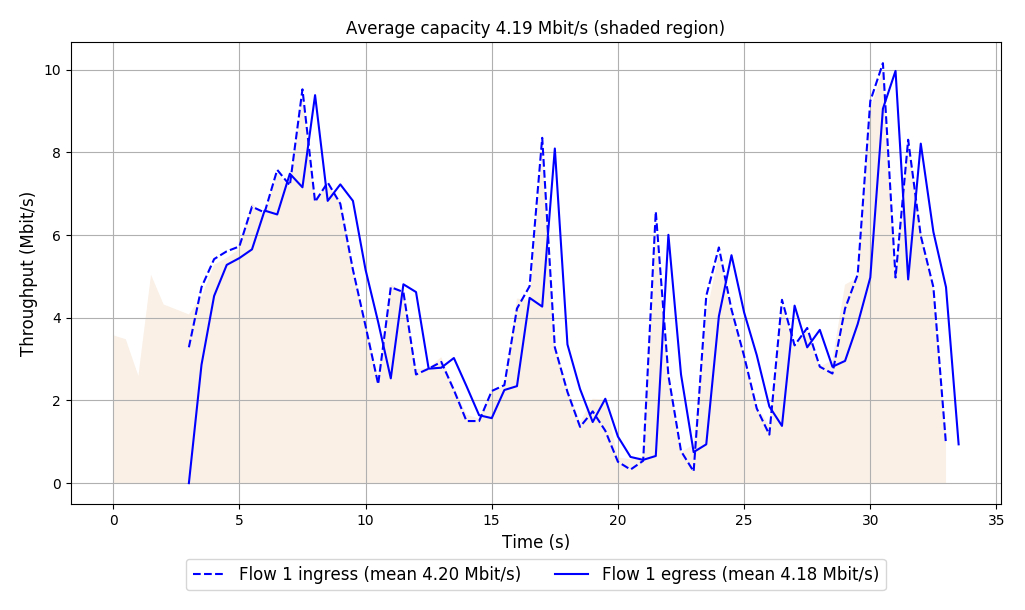 Average capacity 4.19 Mbit/s (shaded region)
10
8
6
4
2
0
Throughput (Mbit/s)
0 5 10 15 20 25 30 35
Time (s)
Flow 1 ingress (mean 4.20 Mbit/s) Flow 1 egress (mean 4.18 Mbit/s)